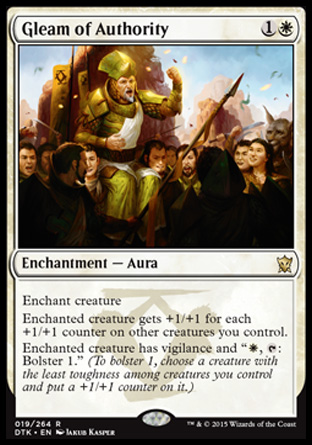 Gleam of Authority 1
Enchantment — Aura
Enchant creature
Enchanted creature gets +1/+1 for each
+1/+1 counter on other creatures you control.
Enchanted creature has vigilance and “, :
Bolster 1.” (To bolster 1, choose a creature with
the least toughness among creatures you control
and put a +1/+1 counter on it.)
019/264 R
DTK • EN Jakub Kasper ™ & © 2015 Wizards of the Coast